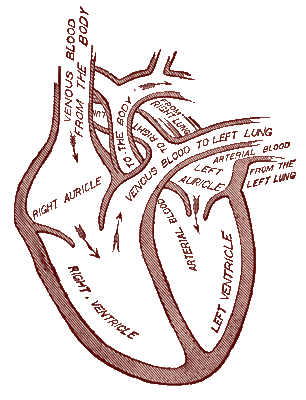 VENOUS BLOOD
FROM THE BODY
FROM
RIGHT LUNG
TO RIGHT
TO THE BODY
VENOUS BLOOD TO LEFT LUNG
ARTERIAL BLOOD
FROM THE
LEFT LUNG
LEFT
AURICLE
RIGHT AURICLE
ARTERIAL BLOOD
RIGHT VENTRICLE
LEFT VENTRICLE